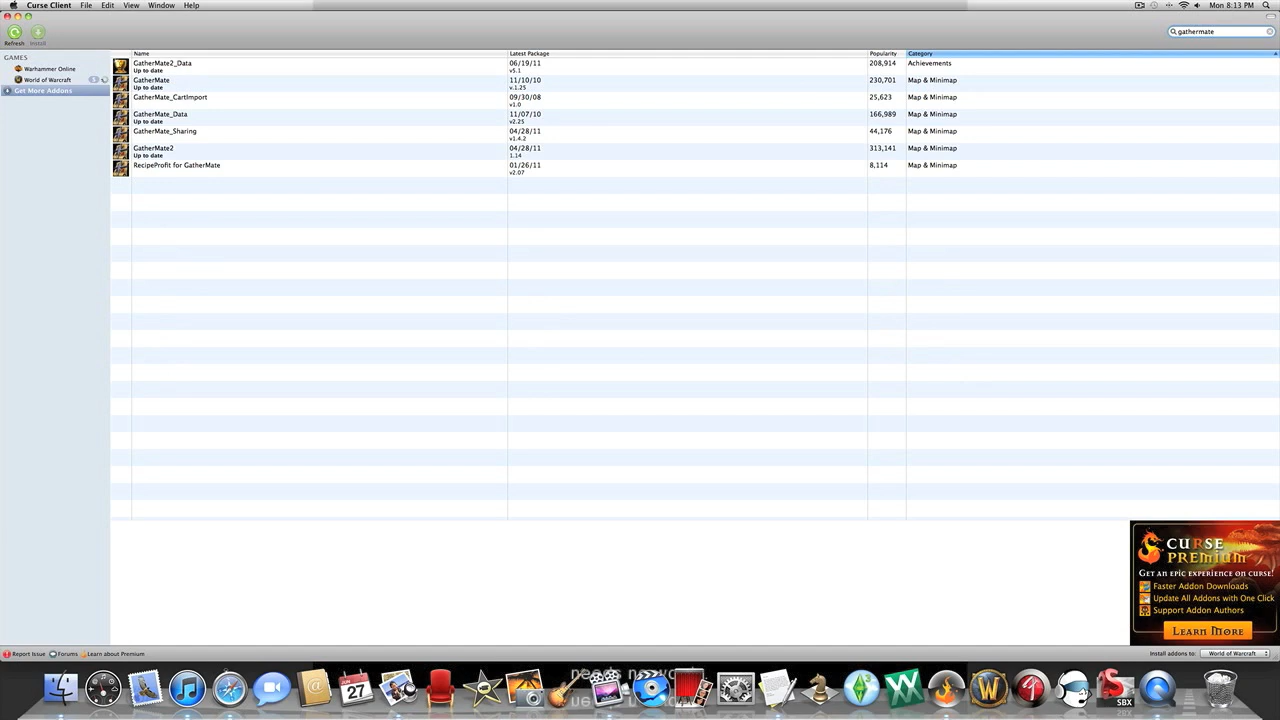 Curse Client File Edit View Window Help Mon 8:13 PM
gathermate
Refresh Install
GAMES
Warhammer Online
World of Warcraft
Get More Addons
Name Latest Package Popularity Category
GatherMate2_Data 06/19/11 208,914 Achievements
Up to date v5.1
GatherMate 11/10/10 230,701 Map & Minimap
Up to date v.1.25
GatherMate_CartImport 09/30/08 25,623 Map & Minimap
v1.0
GatherMate_Data 11/07/10 166,989 Map & Minimap
Up to date v2.25
GatherMate_Sharing 04/28/11 44,176 Map & Minimap
v1.4.2
GatherMate2 04/28/11 313,141 Map & Minimap
Up to date 1.14
RecipeProfit for GatherMate 01/26/11 8,114 Map & Minimap
v2.07
CURSE
PREMIUM
GET AN EPIC EXPERIENCE ON CURSE!
Faster Addon Downloads
Update All Addons with One Click
Support Addon Authors
LEARN MORE
Report Issue Forums Learn about Premium Install addons to: World of Warcraft
JUN
27
SBX